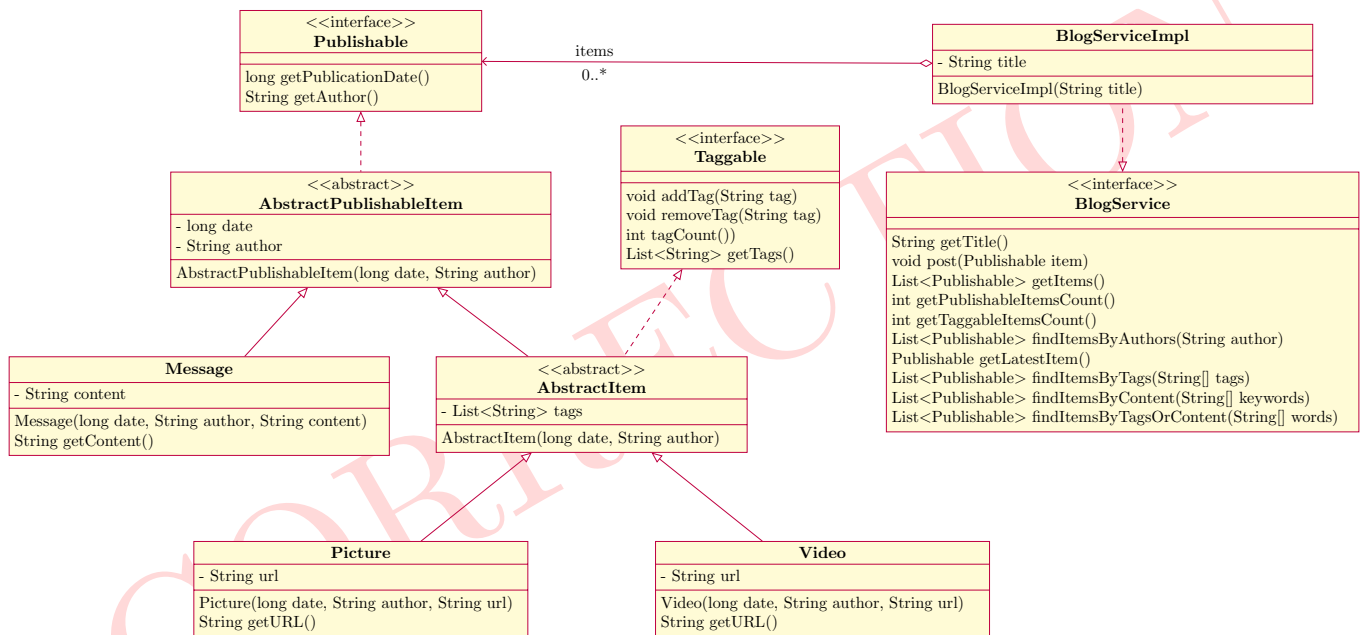 <<interface>>
Publishable
long getPublicationDate()
String getAuthor()
items
0..*
BlogServiceImpl
- String title
BlogServiceImpl(String title)
<<interface>>
Taggable
void addTag(String tag)
void removeTag(String tag)
int tagCount())
List<String> getTags()
<<abstract>>
AbstractPublishableItem
- long date
- String author
AbstractPublishableItem(long date, String author)
<<interface>>
BlogService
String getTitle()
void post(Publishable item)
List<Publishable> getItems()
int getPublishableItemsCount()
int getTaggableItemsCount()
List<Publishable> findItemsByAuthors(String author)
Publishable getLatestItem()
List<Publishable> findItemsByTags(String[] tags)
List<Publishable> findItemsByContent(String[] keywords)
List<Publishable> findItemsByTagsOrContent(String[] words)
Message
- String content
Message(long date, String author, String content)
String getContent()
<<abstract>>
AbstractItem
- List<String> tags
AbstractItem(long date, String author)
Picture
- String url
Picture(long date, String author, String url)
String getURL()
Video
- String url
Video(long date, String author, String url)
String getURL()
CORRECTION